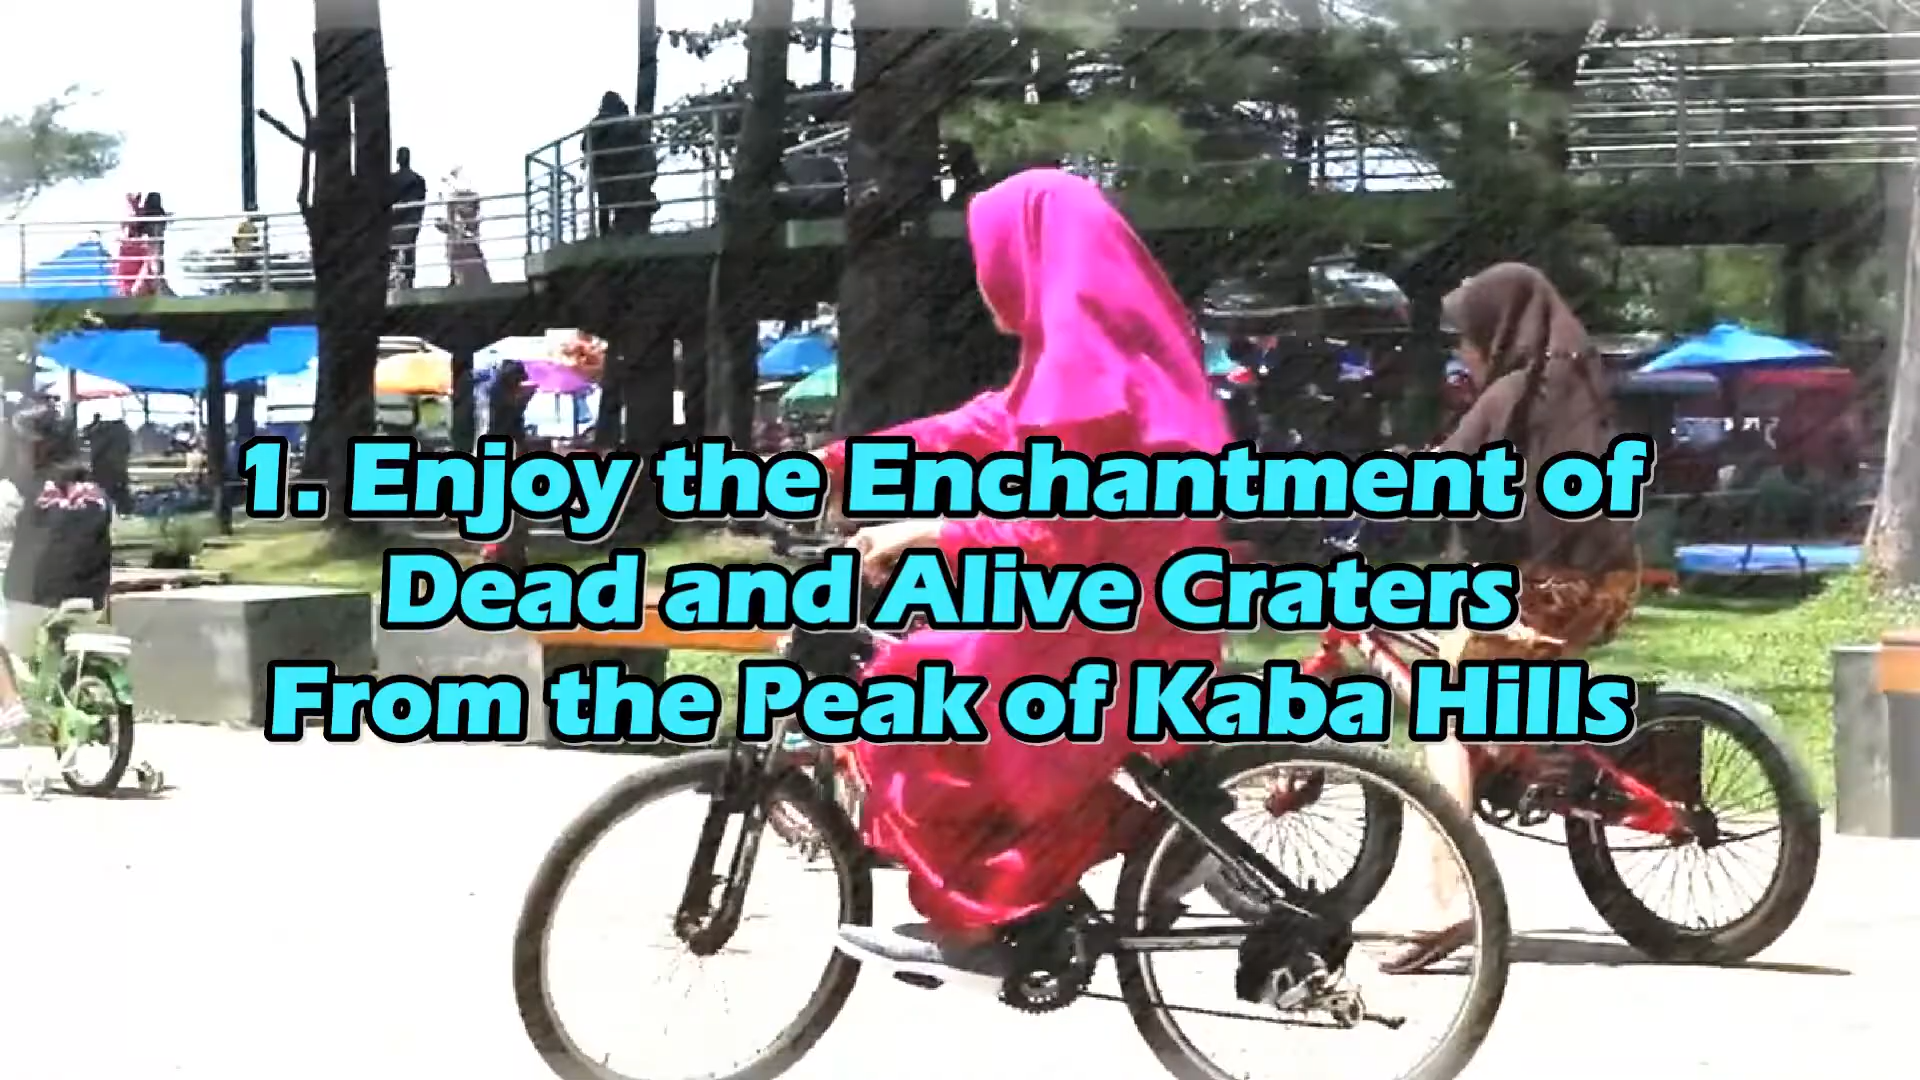 1. Enjoy the Enchantment of
Dead and Alive Craters
From the Peak of Kaba Hills